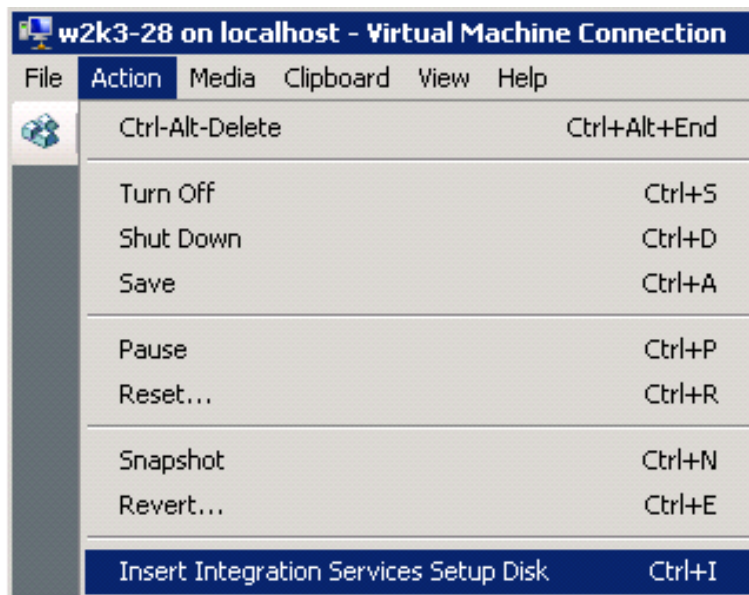 w2k3-28 on localhost - Virtual Machine Connection
File Action Media Clipboard View Help
Ctrl-Alt-Delete Ctrl+Alt+End
Turn Off Ctrl+S
Shut Down Ctrl+D
Save Ctrl+A
Pause Ctrl+P
Reset... Ctrl+R
Snapshot Ctrl+N
Revert... Ctrl+E
Insert Integration Services Setup Disk Ctrl+I